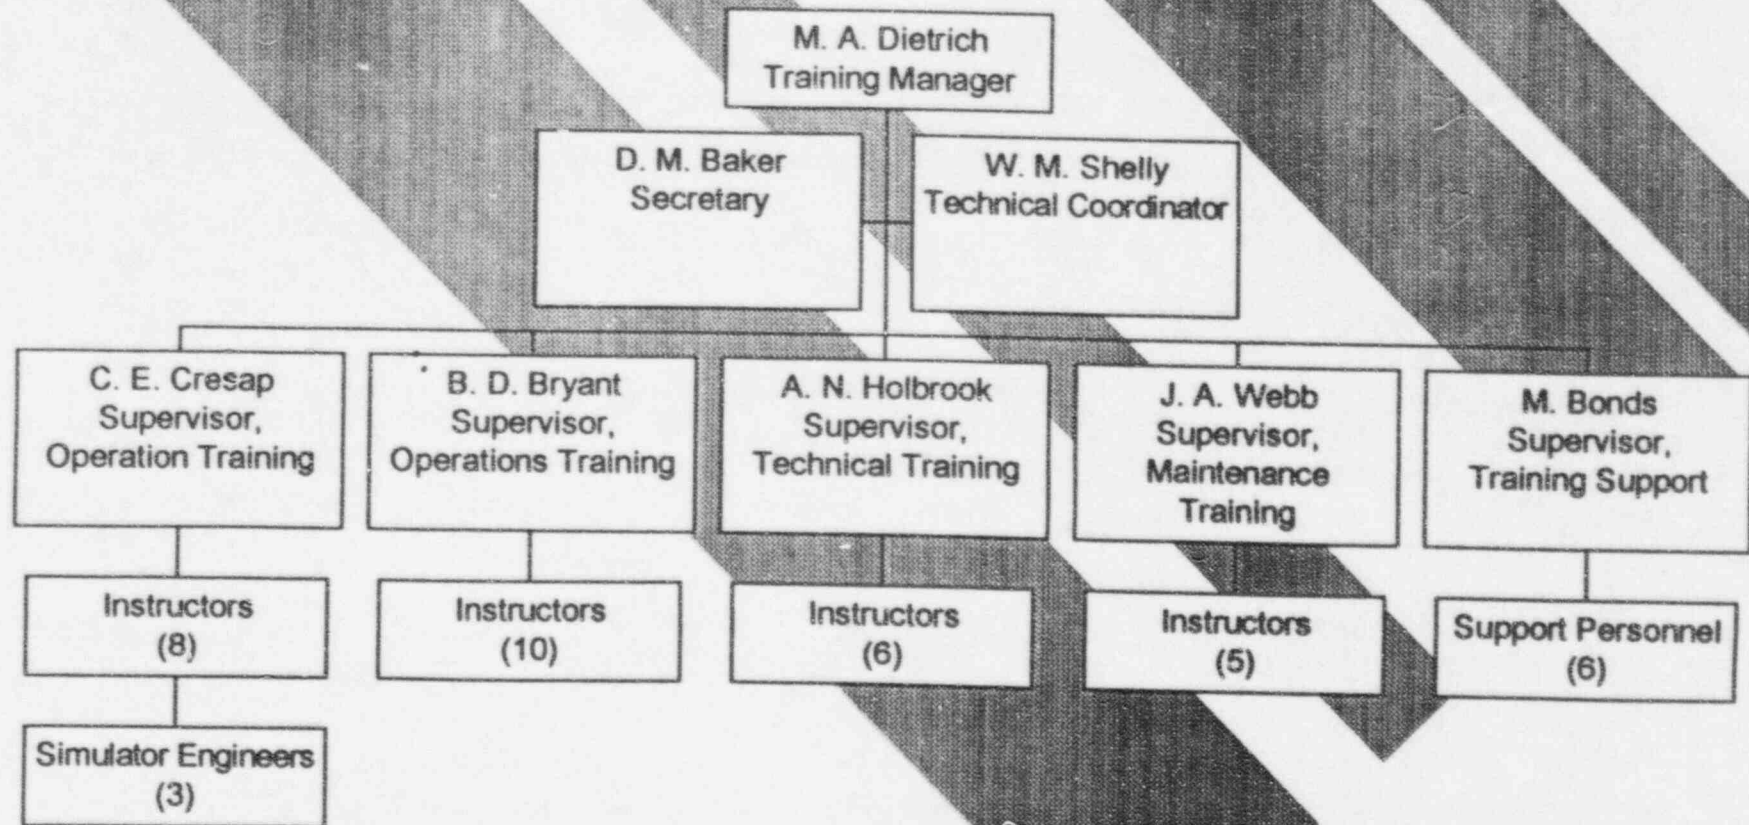 M. A. Dietrich
Training Manager
D. M. Baker
Secretary
W. M. Shelly
Technical Coordinator
C. E. Cresap
Supervisor,
Operation Training
B. D. Bryant
Supervisor,
Operations Training
A. N. Holbrook
Supervisor,
Technical Training
J. A. Webb
Supervisor,
Maintenance
Training
M. Bonds
Supervisor,
Training Support
Instructors
(8)
Instructors
(10)
Instructors
(6)
Instructors
(5)
Support Personnel
(6)
Simulator Engineers
(3)